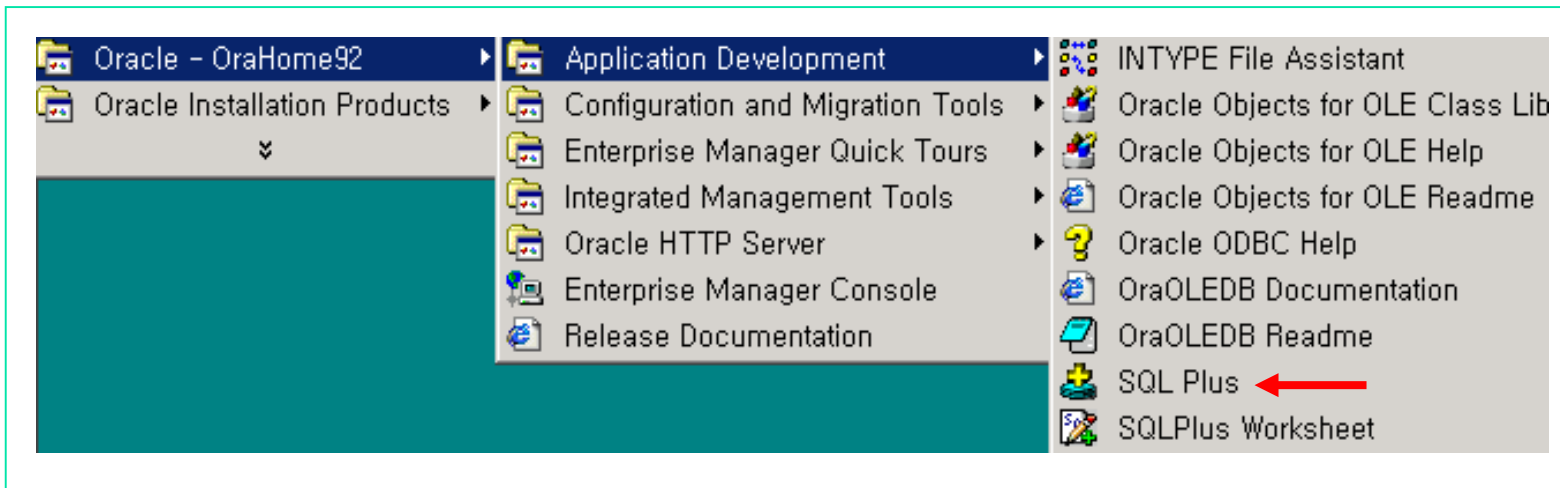 Oracle - OraHome92
Oracle Installation Products
Application Development
Configuration and Migration Tools
Enterprise Manager Quick Tours
Integrated Management Tools
Oracle HTTP Server
Enterprise Manager Console
Release Documentation
INTYPE File Assistant
Oracle Objects for OLE Class Lib
Oracle Objects for OLE Help
Oracle Objects for OLE Readme
Oracle ODBC Help
OraOLEDB Documentation
OraOLEDB Readme
SQL Plus
SQLPlus Worksheet